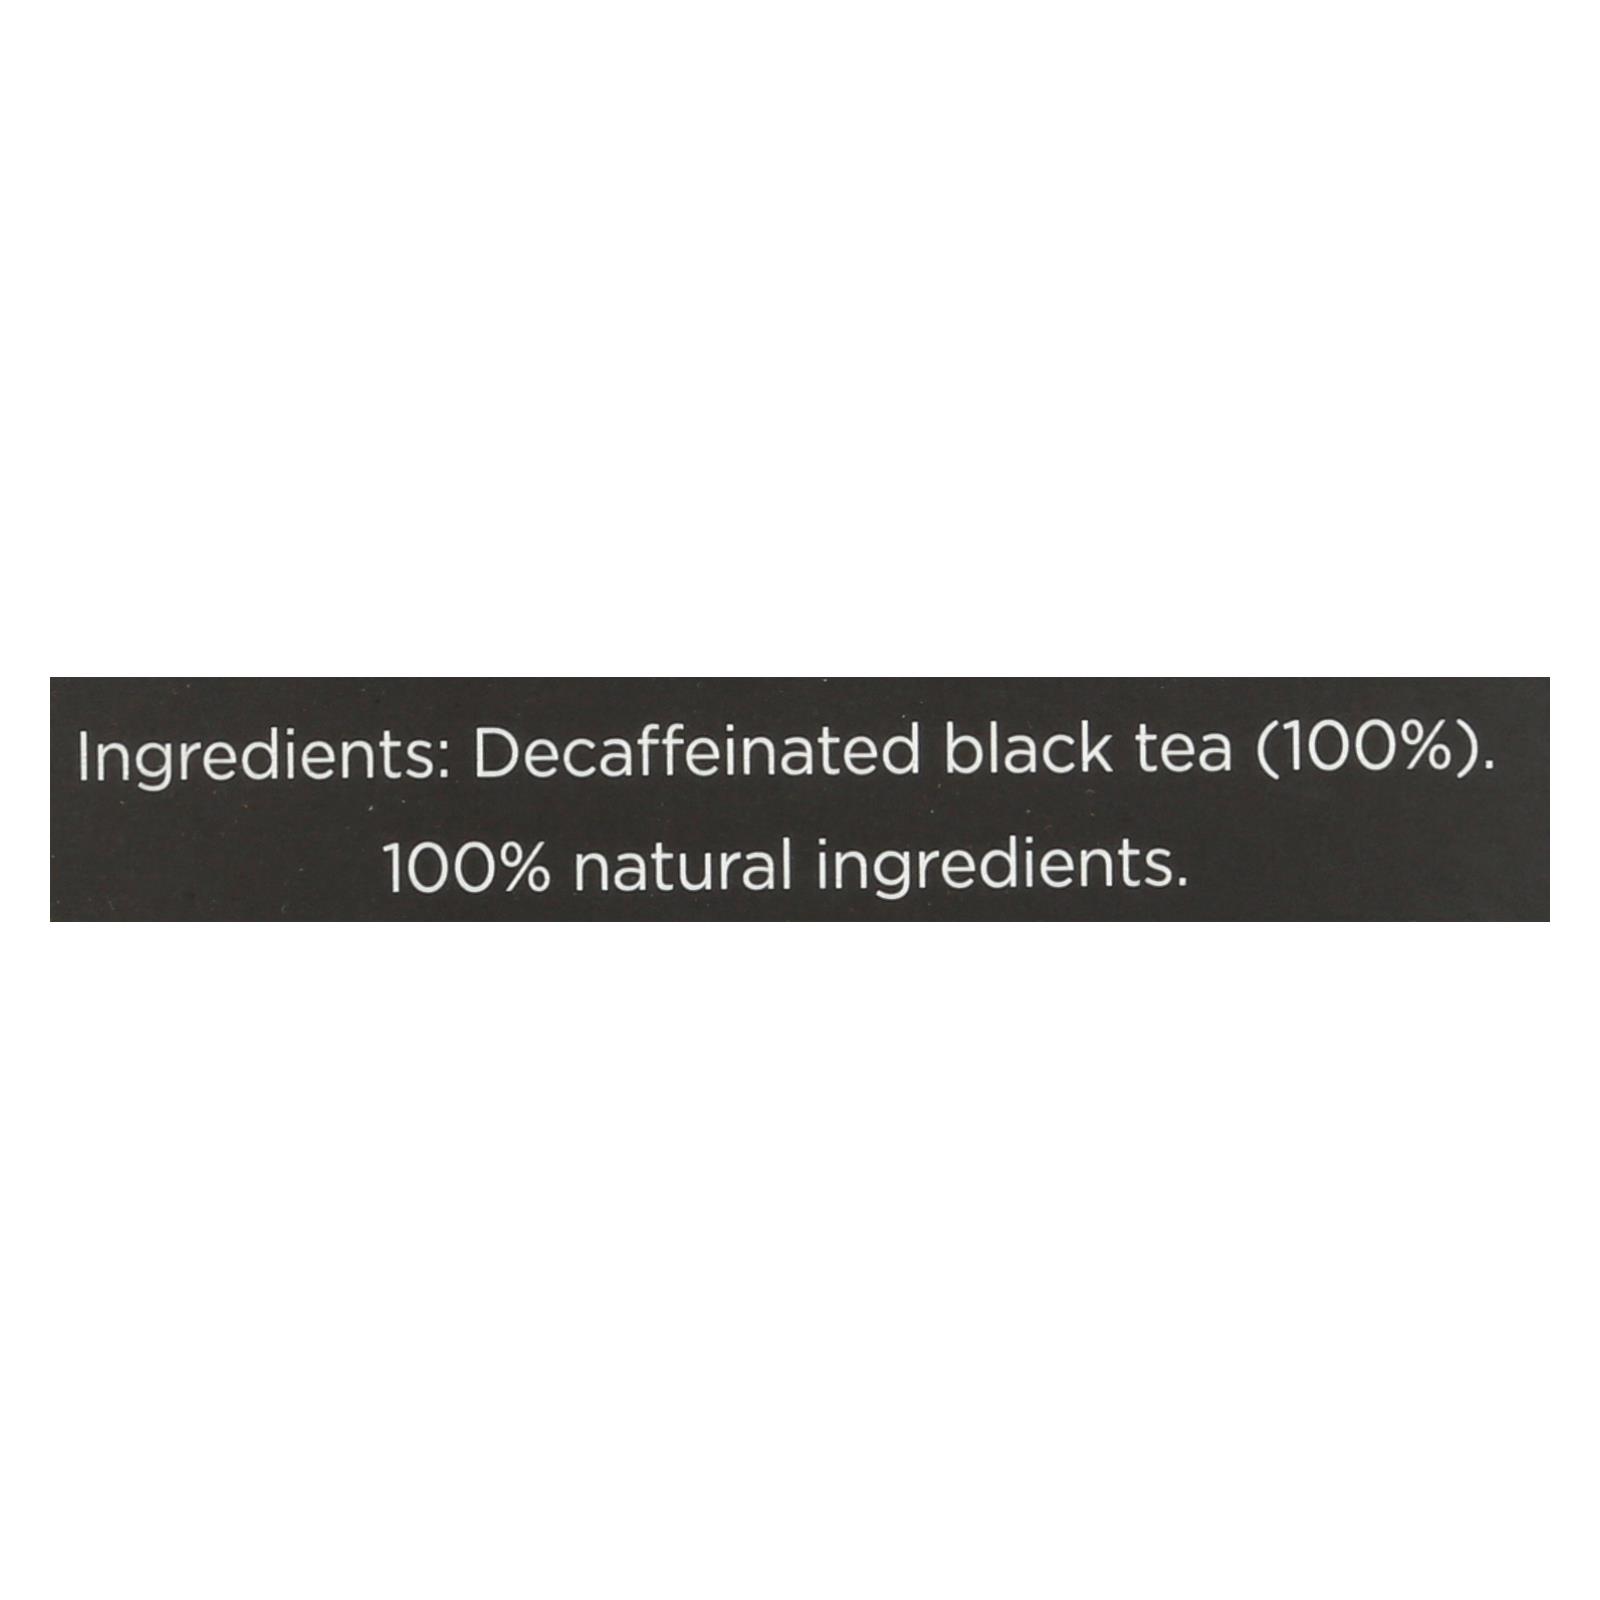 Ingredients: Decaffeinated black tea (100%).
100% natural ingredients.